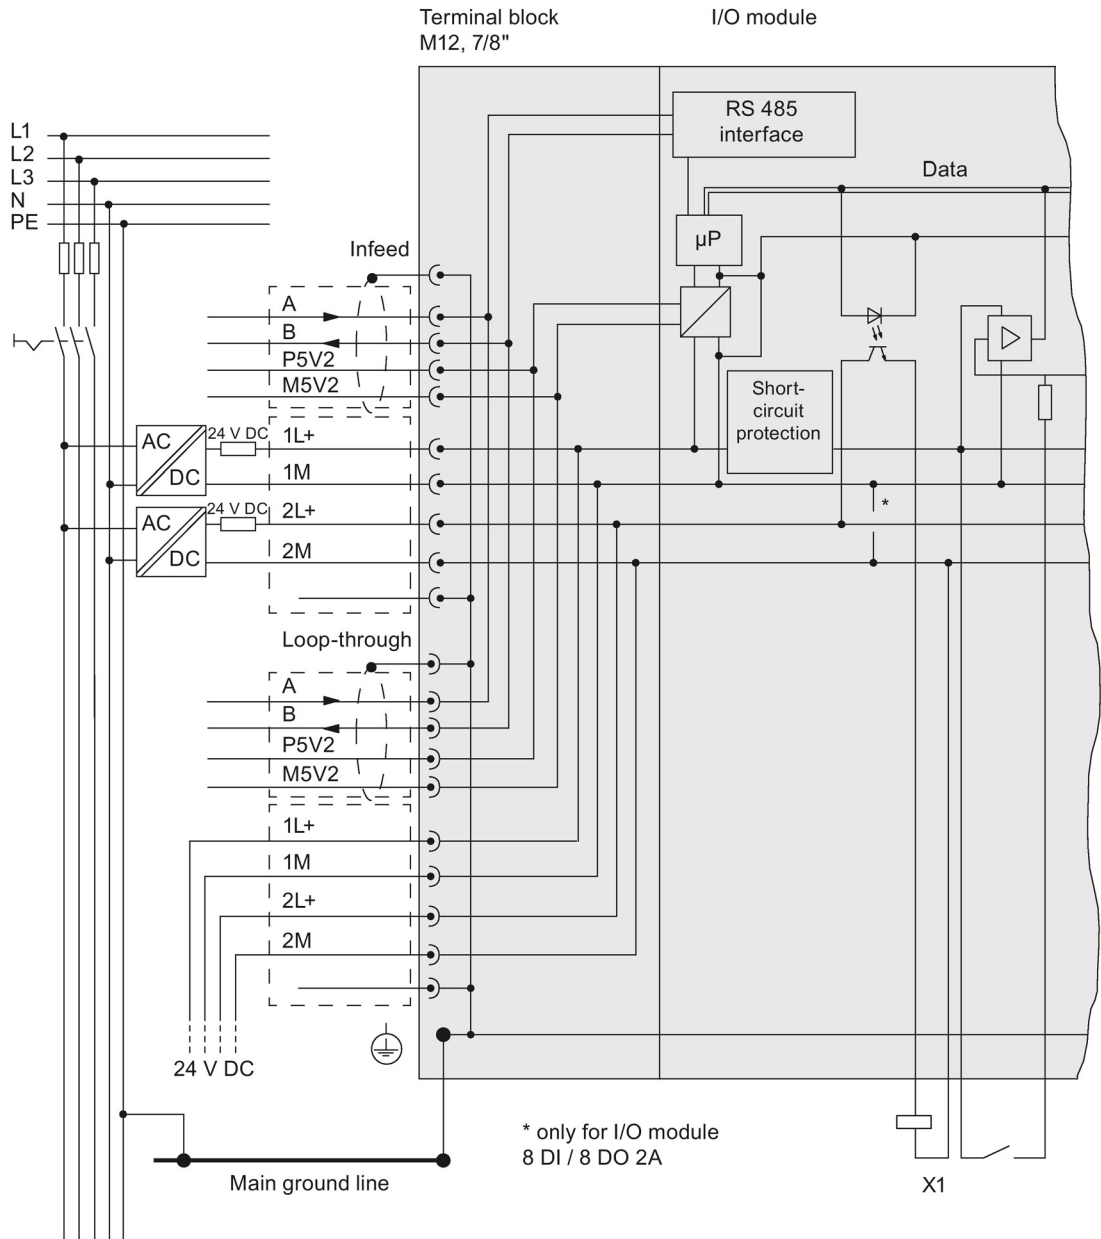 Terminal block
M12, 7/8"
I/O module
RS 485
interface
L1
L2
L3
N
PE
Data
µP
Infeed
A
B
P5V2
M5V2
Short-
circuit
protection
AC
DC
24 V DC
1L+
1M
AC
DC
24 V DC
2L+
2M
*
Loop-through
A
B
P5V2
M5V2
1L+
1M
2L+
2M
24 V DC
* only for I/O module
8 DI / 8 DO 2A
Main ground line
X1